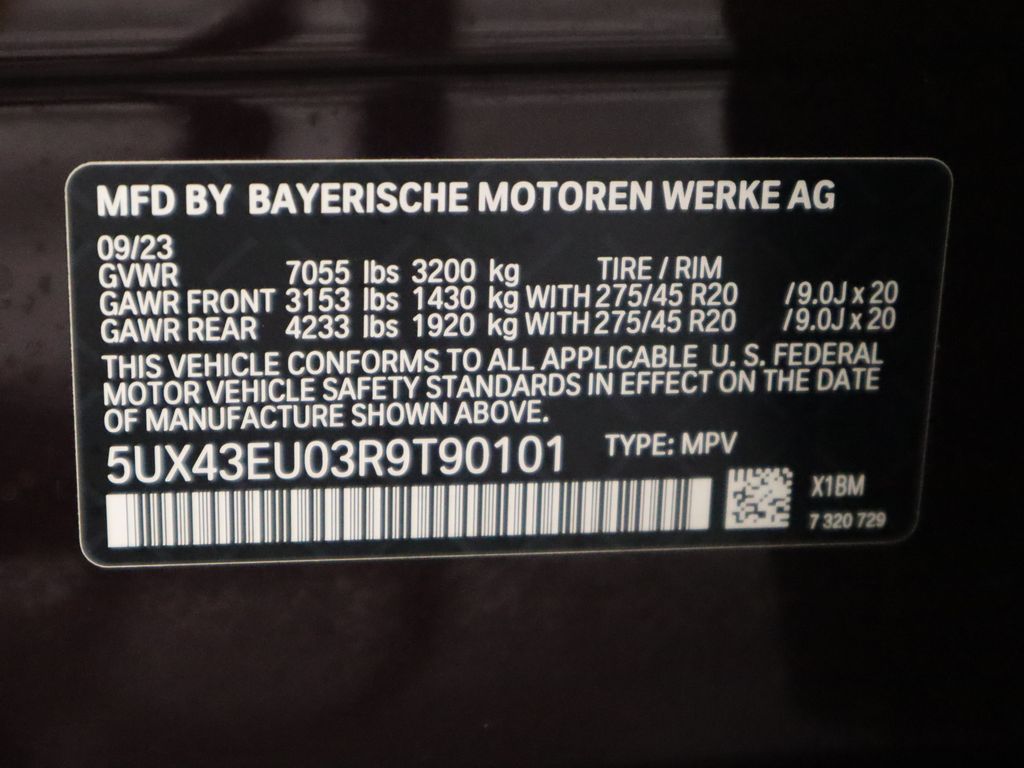 MFD BY BAYERISCHE MOTOREN WERKE AG
09/23
GVWR 7055 lbs 3200 kg TIRE / RIM
GAWR FRONT 3153 lbs 1430 kg WITH 275/45 R20 /9.0J x 20
GAWR REAR 4233 lbs 1920 kg WITH 275/45 R20 /9.0J x 20
THIS VEHICLE CONFORMS TO ALL APPLICABLE U. S. FEDERAL
MOTOR VEHICLE SAFETY STANDARDS IN EFFECT ON THE DATE
OF MANUFACTURE SHOWN ABOVE.
5UX43EU03R9T90101 TYPE: MPV
X1BM
7 320 729